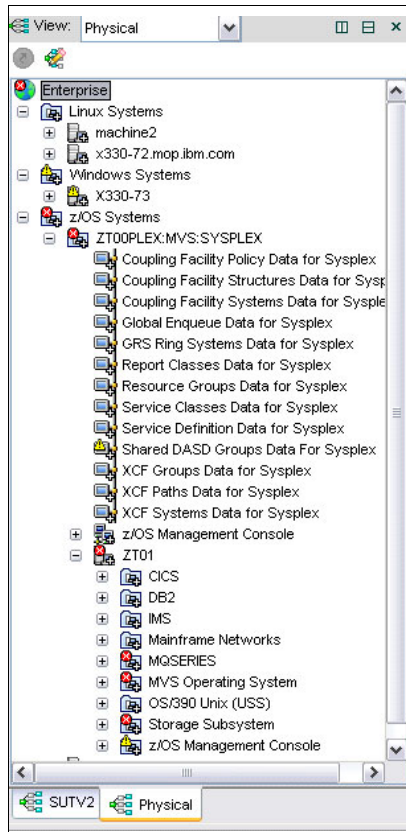 View: Physical
Enterprise
Linux Systems
machine2
x330-72.mop.ibm.com
Windows Systems
X330-73
z/OS Systems
ZT00PLEX:MVS:SYSPLEX
Coupling Facility Policy Data for Sysplex
Coupling Facility Structures Data for Sysp
Coupling Facility Systems Data for Sysple
Global Enqueue Data for Sysplex
GRS Ring Systems Data for Sysplex
Report Classes Data for Sysplex
Resource Groups Data for Sysplex
Service Classes Data for Sysplex
Service Definition Data for Sysplex
Shared DASD Groups Data For Sysplex
XCF Groups Data for Sysplex
XCF Paths Data for Sysplex
XCF Systems Data for Sysplex
z/OS Management Console
ZT01
CICS
DB2
IMS
Mainframe Networks
MQSERIES
MVS Operating System
OS/390 Unix (USS)
Storage Subsystem
z/OS Management Console
SUTV2 Physical